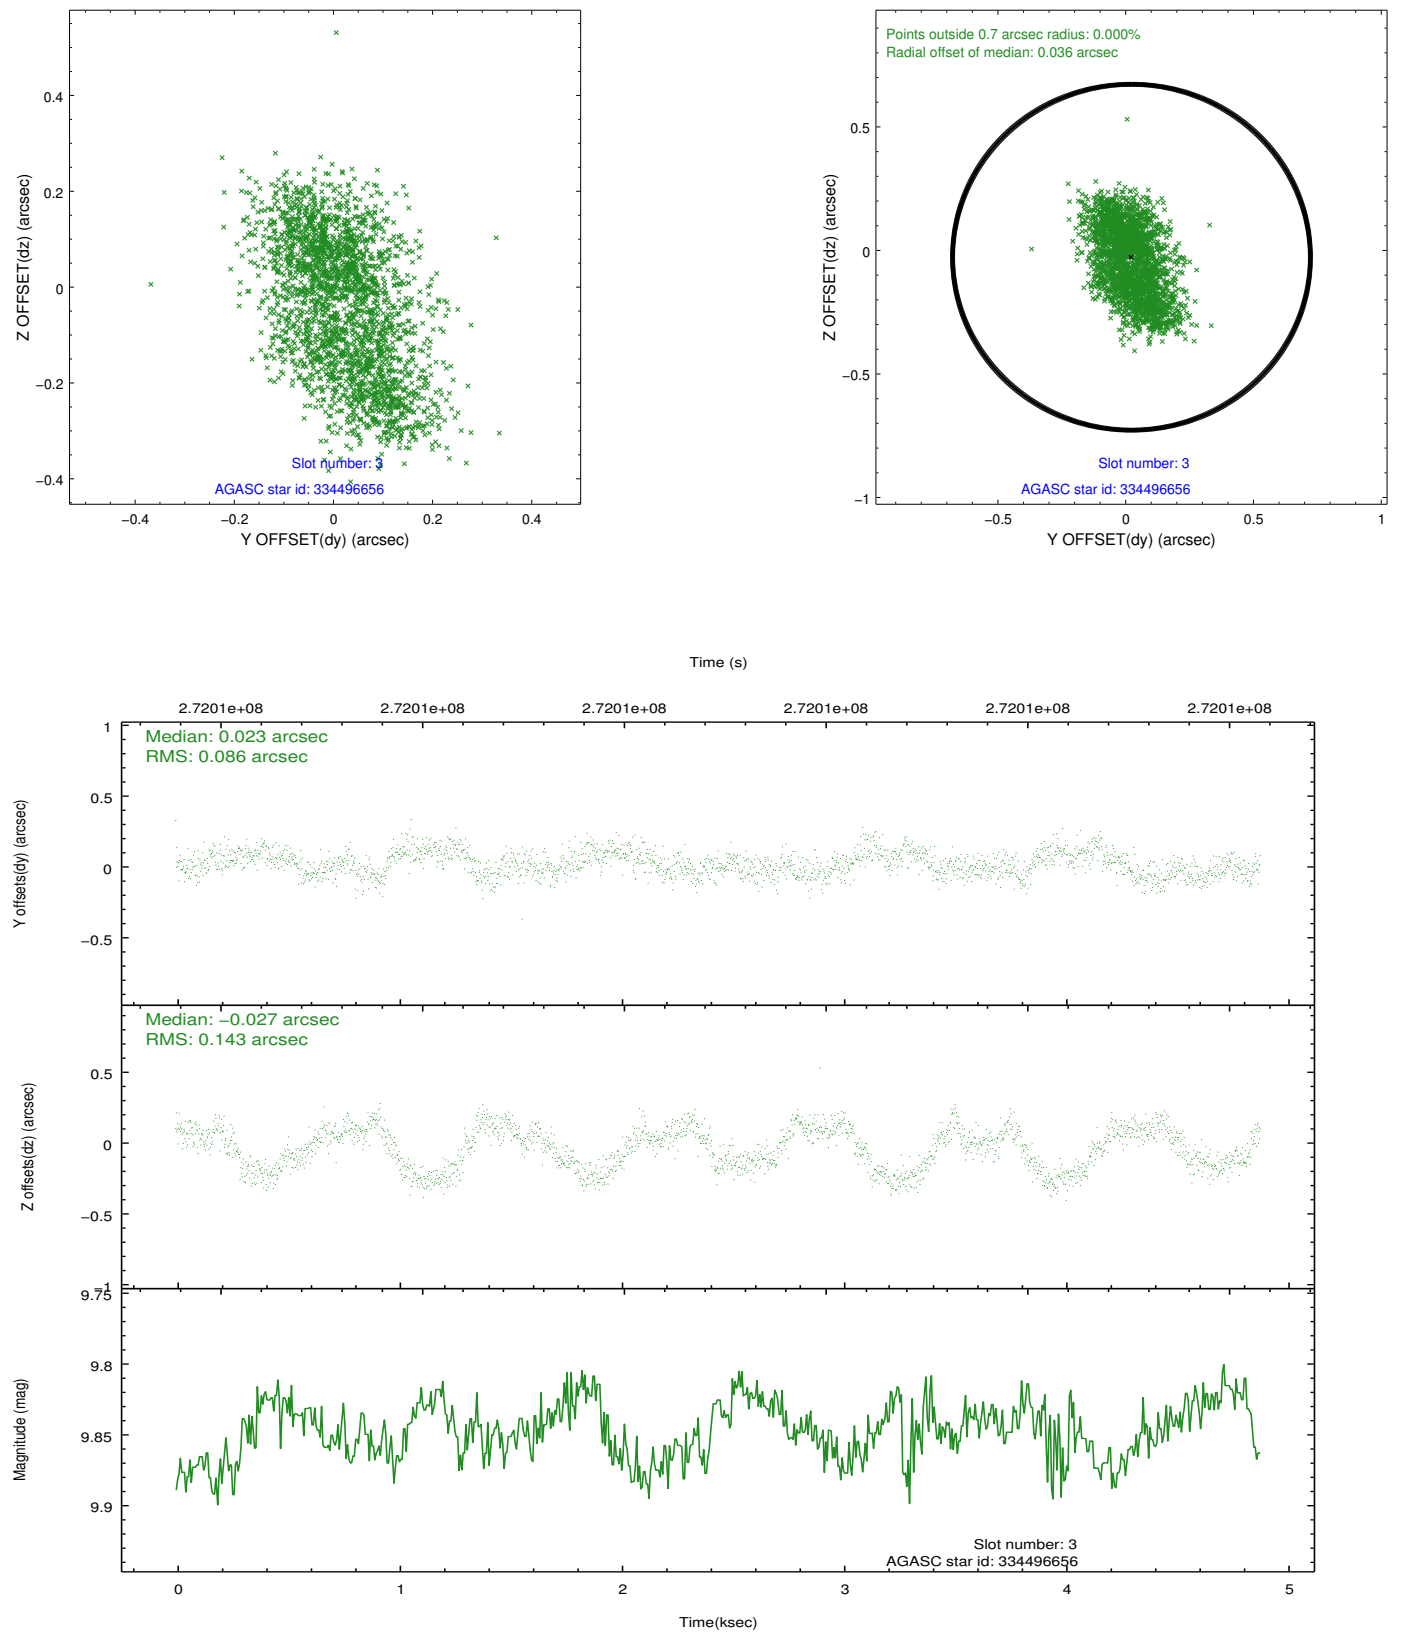 0.4
0.2
0
−0.2
−0.4
Z OFFSET(dz) (arcsec)
Slot number: 3
AGASC star id: 334496656
−0.4 −0.2 0 0.2 0.4
Y OFFSET(dy) (arcsec)
Points outside 0.7 arcsec radius: 0.000%
Radial offset of median: 0.036 arcsec
0.5
0
−0.5
−1
Z OFFSET(dz) (arcsec)
Slot number: 3
AGASC star id: 334496656
−0.5 0 0.5 1
Y OFFSET(dy) (arcsec)
Time (s)
2.7201e+08 2.7201e+08 2.7201e+08 2.7201e+08 2.7201e+08 2.7201e+08
1
Median: 0.023 arcsec
RMS: 0.086 arcsec
0.5
0
−0.5
Y offsets(dy) (arcsec)
Median: −0.027 arcsec
RMS: 0.143 arcsec
0.5
0
−0.5
−1
Z offsets(dz) (arcsec)
9.75
9.8
9.85
9.9
Magnitude (mag)
Slot number: 3
AGASC star id: 334496656
0 1 2 3 4 5
Time(ksec)